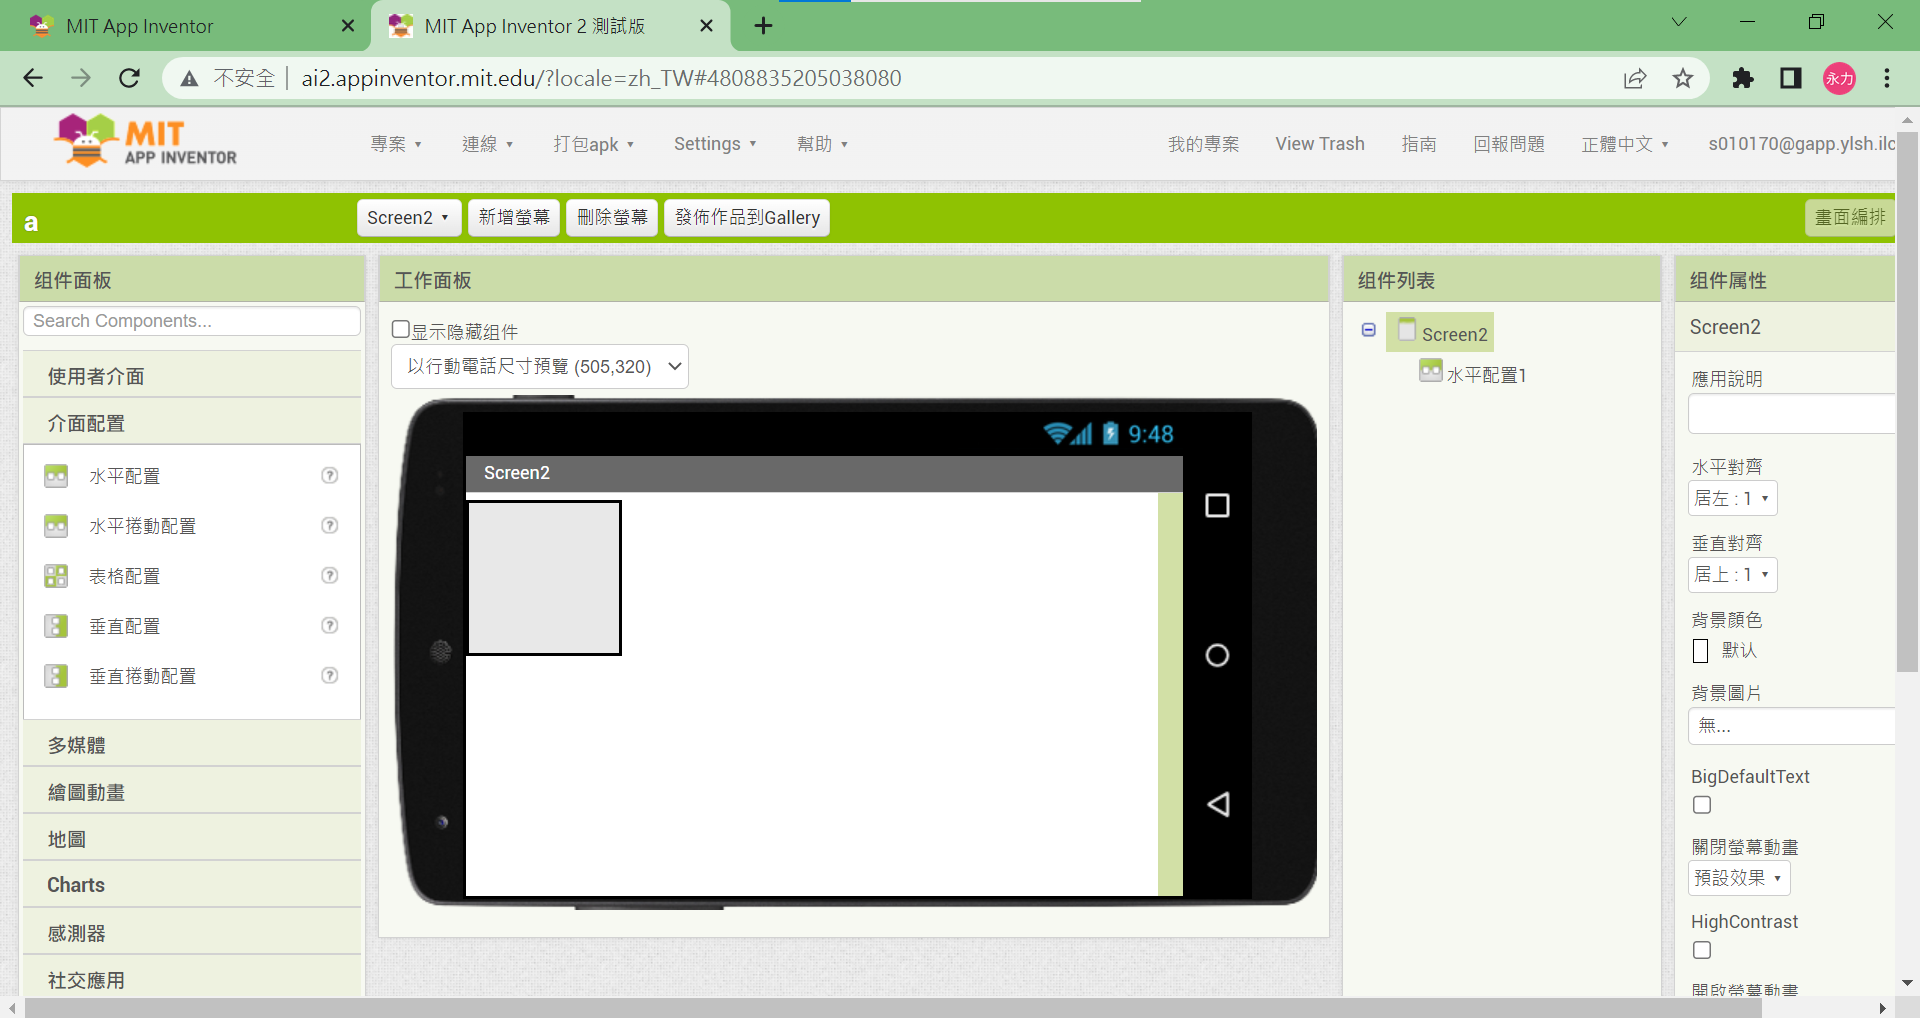 MIT App Inventor
MIT App Inventor 2 測試版
不安全
ai2.appinventor.mit.edu/?locale=zh_TW#4808835205038080
永力
MIT
APP INVENTOR
專案
連線
打包apk
Settings
幫助
我的專案
View Trash
指南
回報問題
正體中文
s010170@gapp.ylsh.ilc
a
Screen2
新增螢幕
刪除螢幕
發佈作品到Gallery
畫面編排
组件面板
工作面板
组件列表
组件属性
Search Components...
使用者介面
介面配置
水平配置
水平捲動配置
表格配置
垂直配置
垂直捲動配置
多媒體
繪圖動畫
地圖
Charts
感測器
社交應用
显示隐藏组件
以行動電話尺寸預覽 (505,320)
9:48
Screen2
Screen2
水平配置1
Screen2
應用說明
水平對齊
居左 : 1
垂直對齊
居上 : 1
背景顏色
默认
背景圖片
無...
BigDefaultText
關閉螢幕動畫
預設效果
HighContrast
開啟螢幕動畫